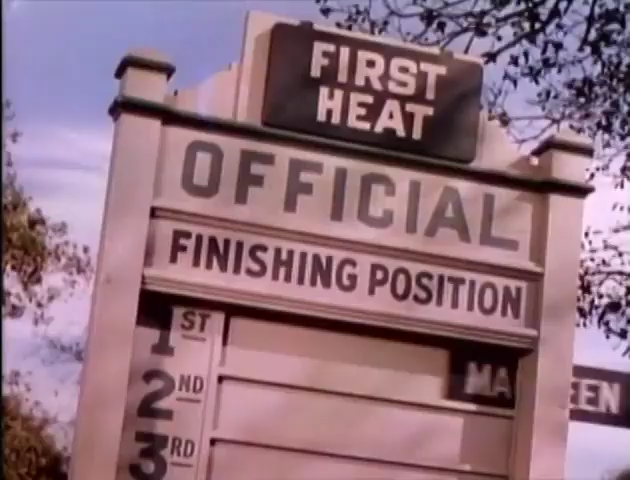 FIRST
HEAT
OFFICIAL
FINISHING POSITION
1ST
MA
EEN
2ND
3RD